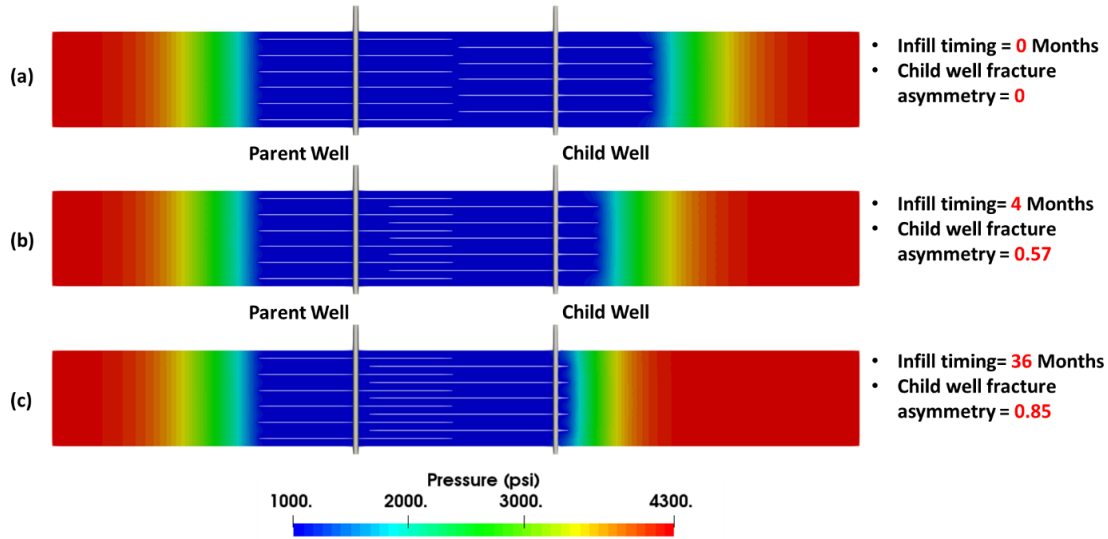 (a)
• Infill timing = 0 Months
• Child well fracture
asymmetry = 0
Parent Well
Child Well
(b)
• Infill timing= 4 Months
• Child well fracture
asymmetry = 0.57
Parent Well
Child Well
(c)
• Infill timing= 36 Months
• Child well fracture
asymmetry = 0.85
Pressure (psi)
1000. 2000. 3000. 4300.